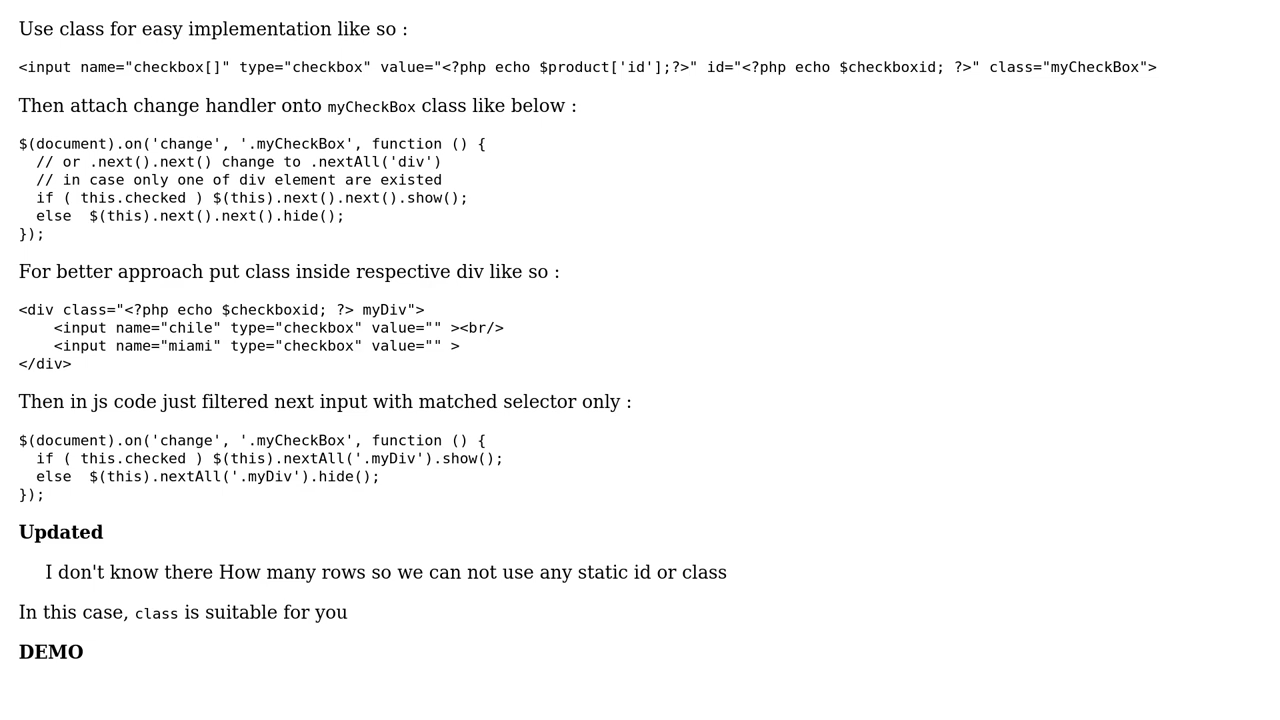 Use class for easy implementation like so :
<input name="checkbox[]" type="checkbox" value="<?php echo $product['id'];?>" id="<?php echo $checkboxid; ?>" class="myCheckBox">
Then attach change handler onto myCheckBox class like below :
$(document).on('change', '.myCheckBox', function () {
  // or .next().next() change to .nextAll('div')
  // in case only one of div element are existed
  if ( this.checked ) $(this).next().next().show();
  else  $(this).next().next().hide();
});
For better approach put class inside respective div like so :
<div class="<?php echo $checkboxid; ?> myDiv">
    <input name="chile" type="checkbox" value="" ><br/>
    <input name="miami" type="checkbox" value="" >
</div>
Then in js code just filtered next input with matched selector only :
$(document).on('change', '.myCheckBox', function () {
  if ( this.checked ) $(this).nextAll('.myDiv').show();
  else  $(this).nextAll('.myDiv').hide();
});
Updated
I don't know there How many rows so we can not use any static id or class
In this case, class is suitable for you
DEMO